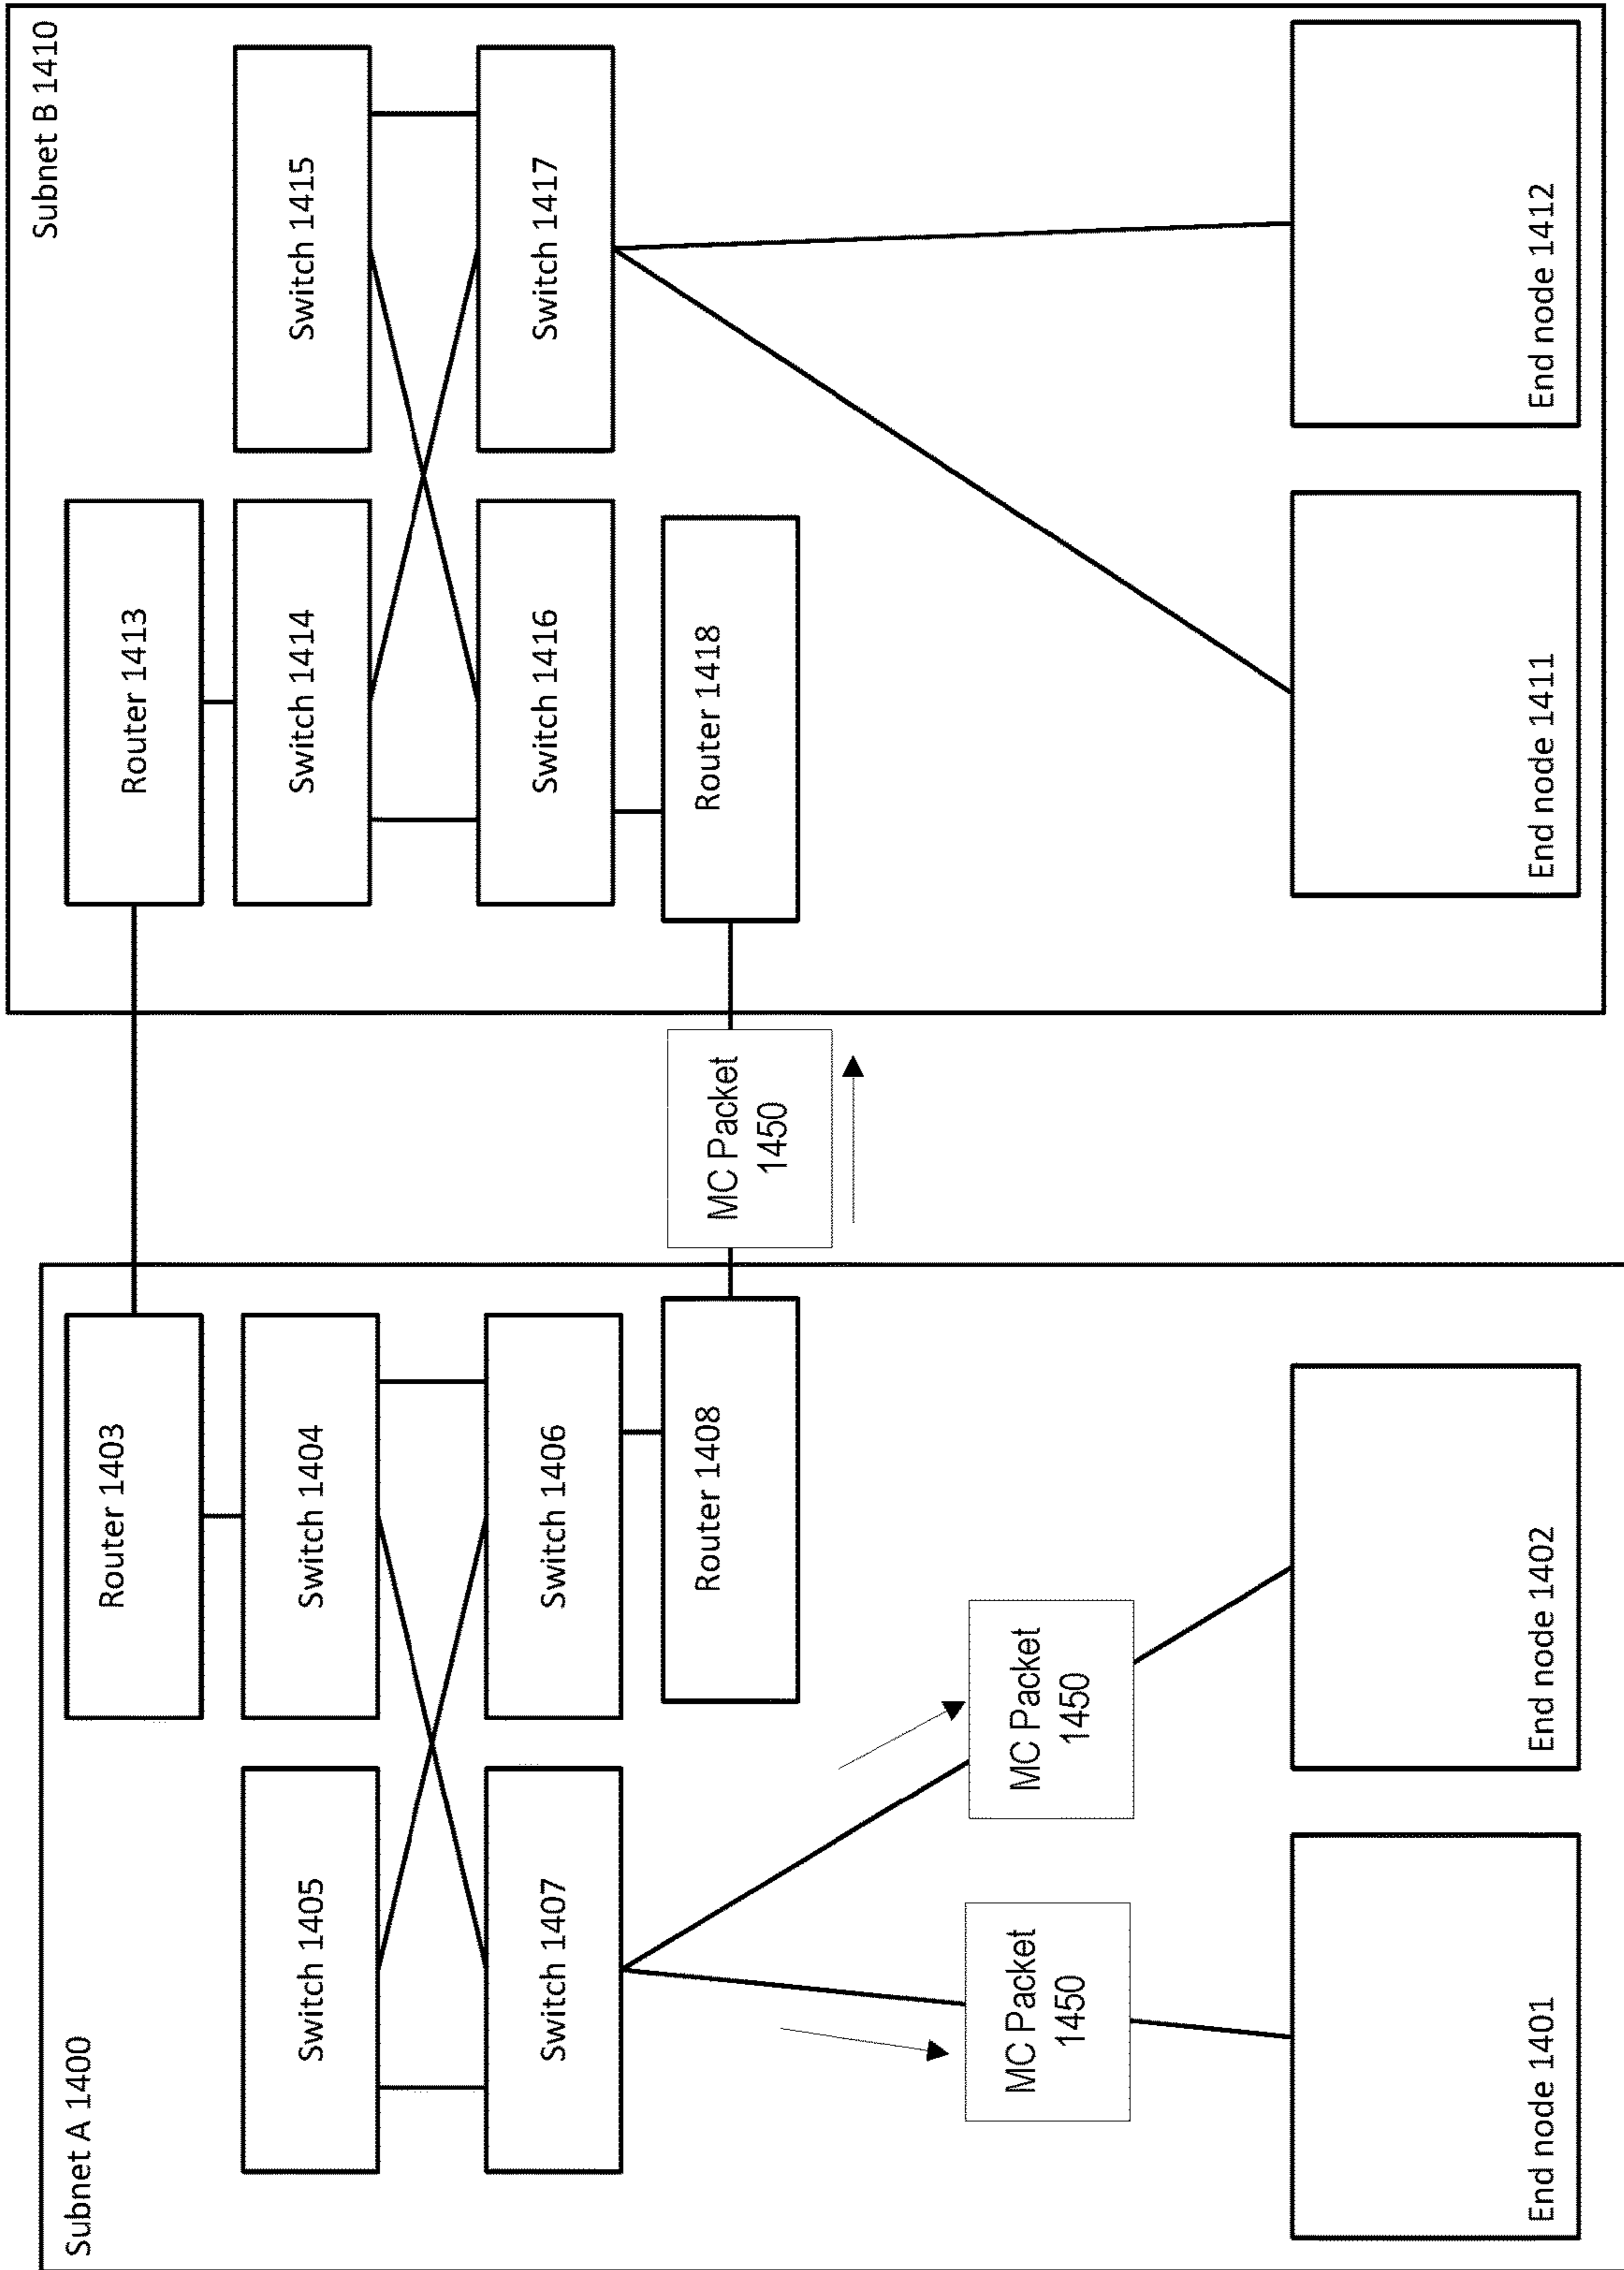 Subnet A 1400
Router 1403
Switch 1405
Switch 1404
Switch 1407
Switch 1406
Router 1408
MC Packet
1450
MC Packet
1450
End node 1401
End node 1402
MC Packet
1450
Subnet B 1410
Router 1413
Switch 1414
Switch 1415
Switch 1416
Switch 1417
Router 1418
End node 1411
End node 1412